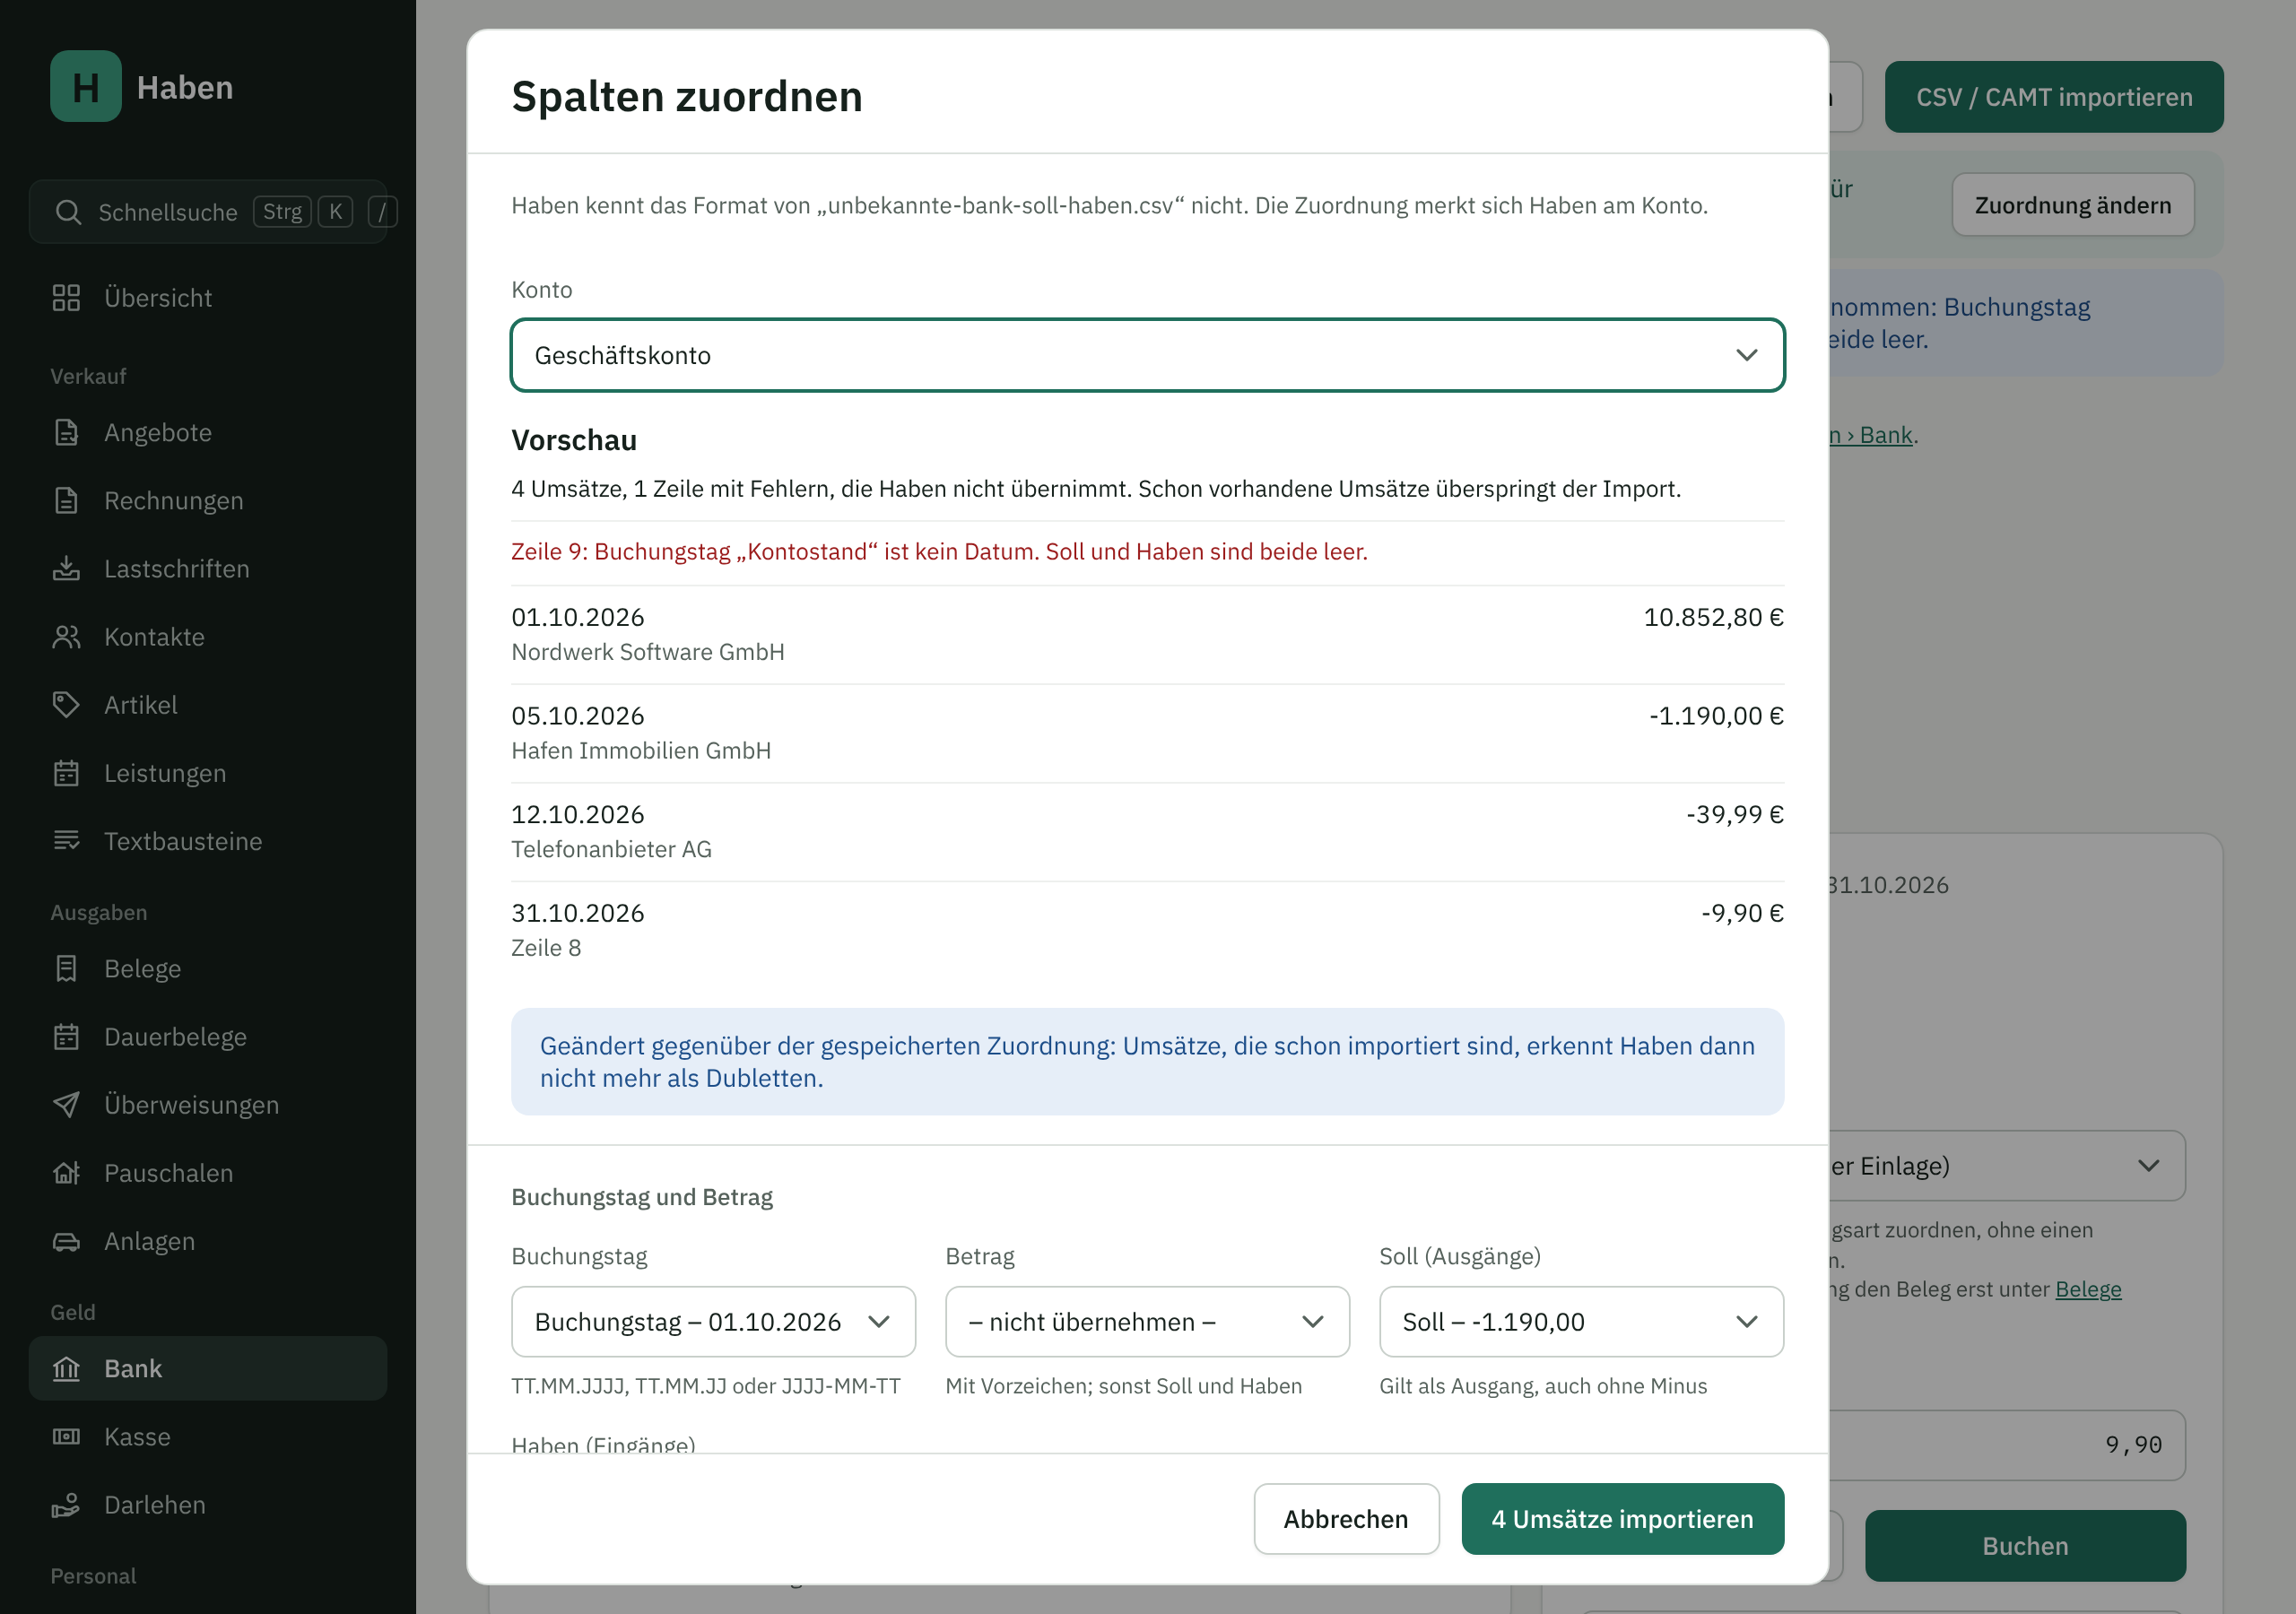 H Haben
Schnellsuche Strg K /
Übersicht
Verkauf
Angebote
Rechnungen
Lastschriften
Kontakte
Artikel
Leistungen
Textbausteine
Ausgaben
Belege
Dauerbelege
Überweisungen
Pauschalen
Anlagen
Geld
Bank
Kasse
Darlehen
Personal
Spalten zuordnen
Haben kennt das Format von „unbekannte-bank-soll-haben.csv“ nicht. Die Zuordnung merkt sich Haben am Konto.
Konto
Geschäftskonto
Vorschau
4 Umsätze, 1 Zeile mit Fehlern, die Haben nicht übernimmt. Schon vorhandene Umsätze überspringt der Import.
Zeile 9: Buchungstag „Kontostand“ ist kein Datum. Soll und Haben sind beide leer.
01.10.2026 10.852,80 €
Nordwerk Software GmbH
05.10.2026 -1.190,00 €
Hafen Immobilien GmbH
12.10.2026 -39,99 €
Telefonanbieter AG
31.10.2026 -9,90 €
Zeile 8
Geändert gegenüber der gespeicherten Zuordnung: Umsätze, die schon importiert sind, erkennt Haben dann
nicht mehr als Dubletten.
Buchungstag und Betrag
Buchungstag Betrag Soll (Ausgänge)
Buchungstag – 01.10.2026 – nicht übernehmen – Soll – -1.190,00
TT.MM.JJJJ, TT.MM.JJ oder JJJJ-MM-TT Mit Vorzeichen; sonst Soll und Haben Gilt als Ausgang, auch ohne Minus
Haben (Eingänge)
Abbrechen 4 Umsätze importieren
CSV / CAMT importieren
Zuordnung ändern
nommen: Buchungstag
eide leer.
n › Bank.
31.10.2026
er Einlage)
gsart zuordnen, ohne einen
n.
ng den Beleg erst unter Belege
9,90
Buchen